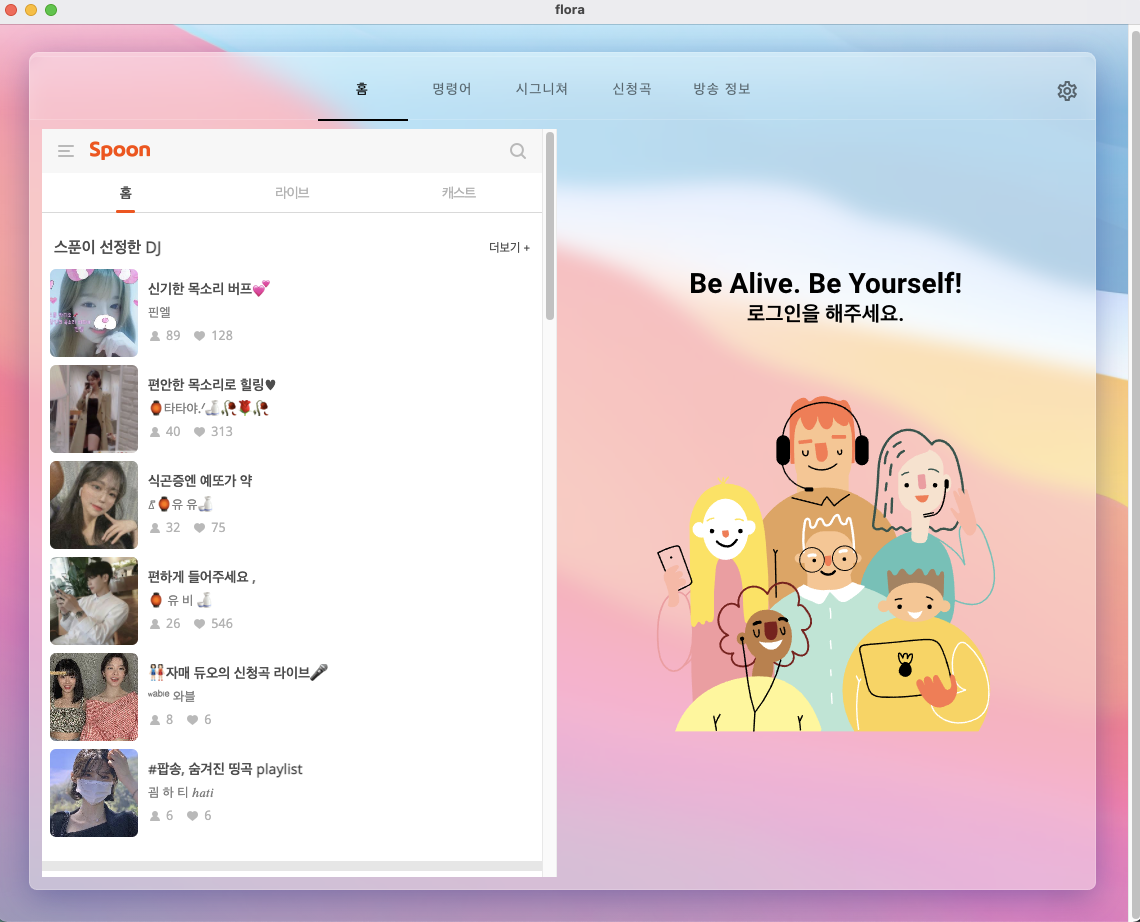 flora
홈 명령어 시그니쳐 신청곡 방송 정보
Spoon
홈 라이브 캐스트
스푼이 선정한 DJ 더보기 +
신기한 목소리 버프💕
핀엘
89 128
편안한 목소리로 힐링♥
🏮타타야.ᐟ🍶🥀🌹🥀
40 313
식곤증엔 예또가 약
🏮유 유🍶
32 75
편하게 들어주세요 ,
🏮 유 비 🍶
26 546
👭자매 듀오의 신청곡 라이브🎤
ʷᵃᵇˡᵉ 와블
8 6
#팝송, 숨겨진 띵곡 playlist
굄 하 티 hati
6 6
Be Alive. Be Yourself!
로그인을 해주세요.